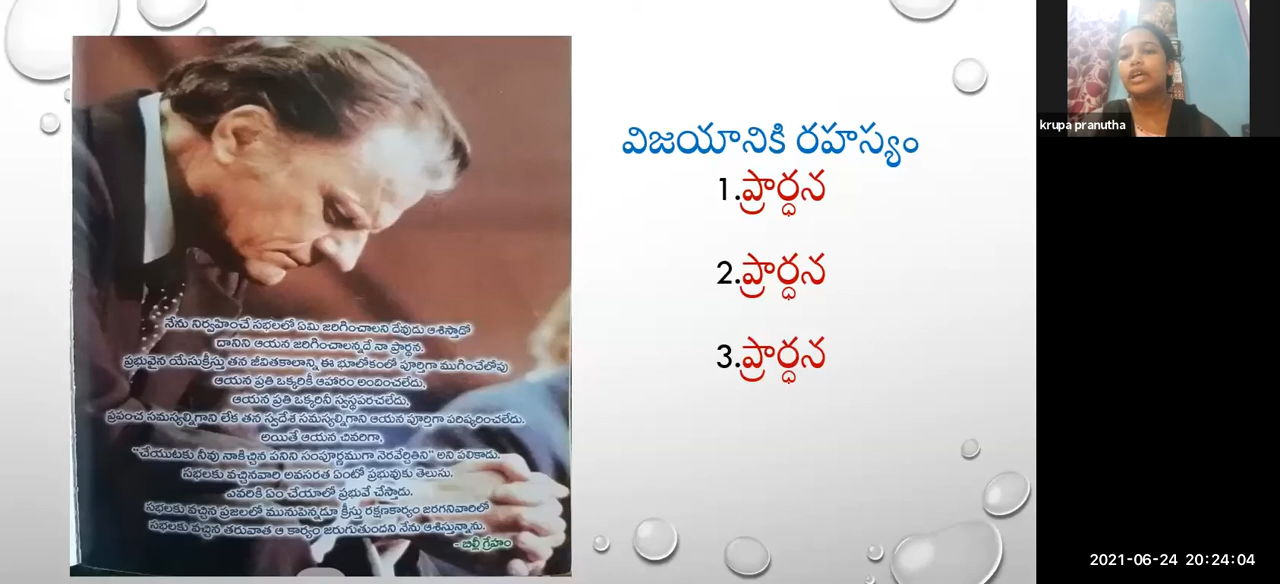 విజయానికి రహస్యం
1.ప్రార్ధన
2.ప్రార్ధన
3.ప్రార్ధన
నేను నిర్వహించే సభలలో ఏమి జరిగించాలని దేవుడు ఆశిస్తాడో
దానిని ఆయన జరిగించాలన్నదే నా ప్రార్థన.
ప్రభువైన యేసుక్రీస్తు తన జీవితకాలాన్ని ఈ భూలోకంలో పూర్తిగా ముగించేలోపు
ఆయన ప్రతి ఒక్కరికీ ఆహారం అందించలేదు,
ఆయన ప్రతి ఒక్కరినీ స్వస్థపరచలేదు,
ప్రపంచ సమస్యల్నిగాని లేక తన స్వదేశ సమస్యల్నిగాని ఆయన పూర్తిగా పరిష్కరించలేదు.
అయితే ఆయన చివరిగా,
"చేయుటకు నీవు నాకిచ్చిన పనిని సంపూర్ణముగా నెరవేర్చితిని" అని పలికాడు.
సభలకు వచ్చినవారి అవసరత ఏంటో ప్రభువుకు తెలుసు.
ఎవరికి ఏం చేయాలో ప్రభువే చేస్తాడు.
సభలకు వచ్చిన ప్రజలలో మునుపెన్నడూ క్రీస్తు రక్షణకార్యం జరగనివారిలో
సభలకు వచ్చిన తరువాత ఆ కార్యం జరుగుతుందని నేను ఆశిస్తున్నాను.
- బిల్లీ గ్రేహం
krupa pranutha
2021-06-24 20:24:04